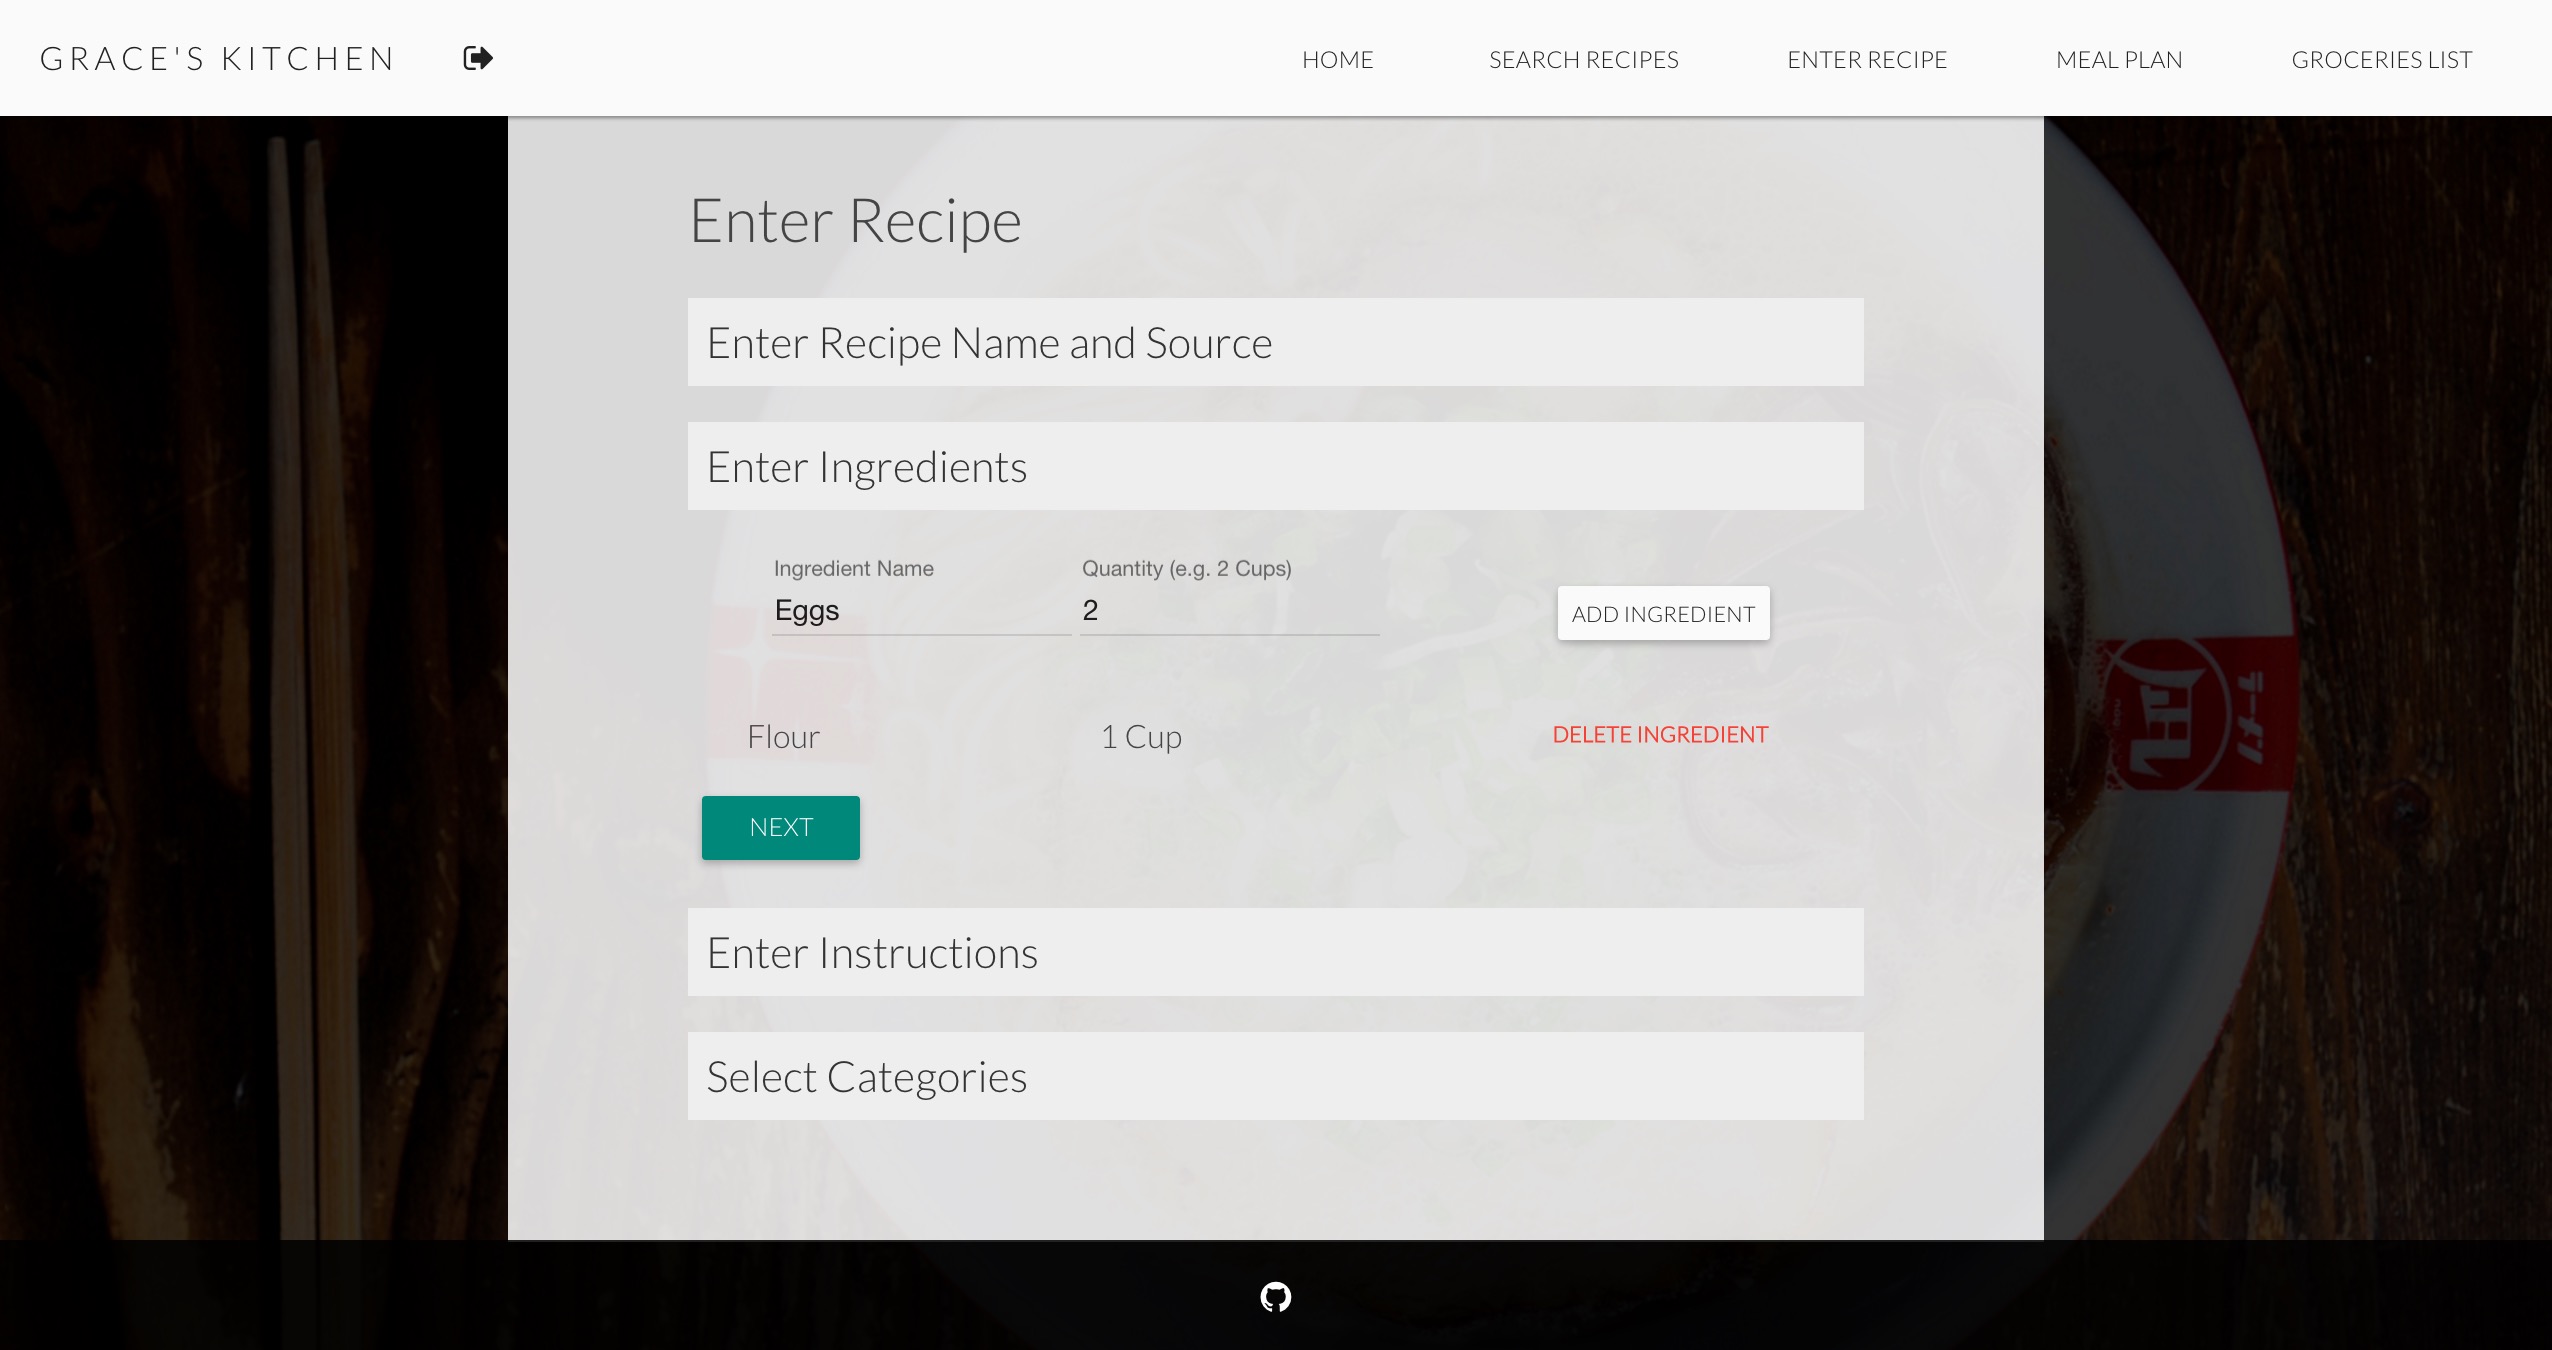 GRACE'S KITCHEN
HOME SEARCH RECIPES ENTER RECIPE MEAL PLAN GROCERIES LIST
Enter Recipe
Enter Recipe Name and Source
Enter Ingredients
Ingredient Name Quantity (e.g. 2 Cups)
Eggs 2 ADD INGREDIENT
Flour 1 Cup DELETE INGREDIENT
NEXT
Enter Instructions
Select Categories